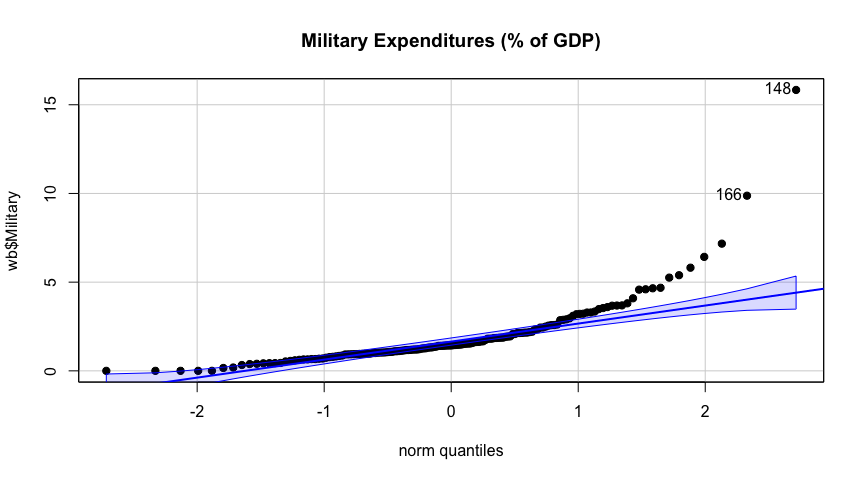 Military Expenditures (% of GDP)
148
15
166
10
wb$Military
5
0
-2 -1 0 1 2
norm quantiles